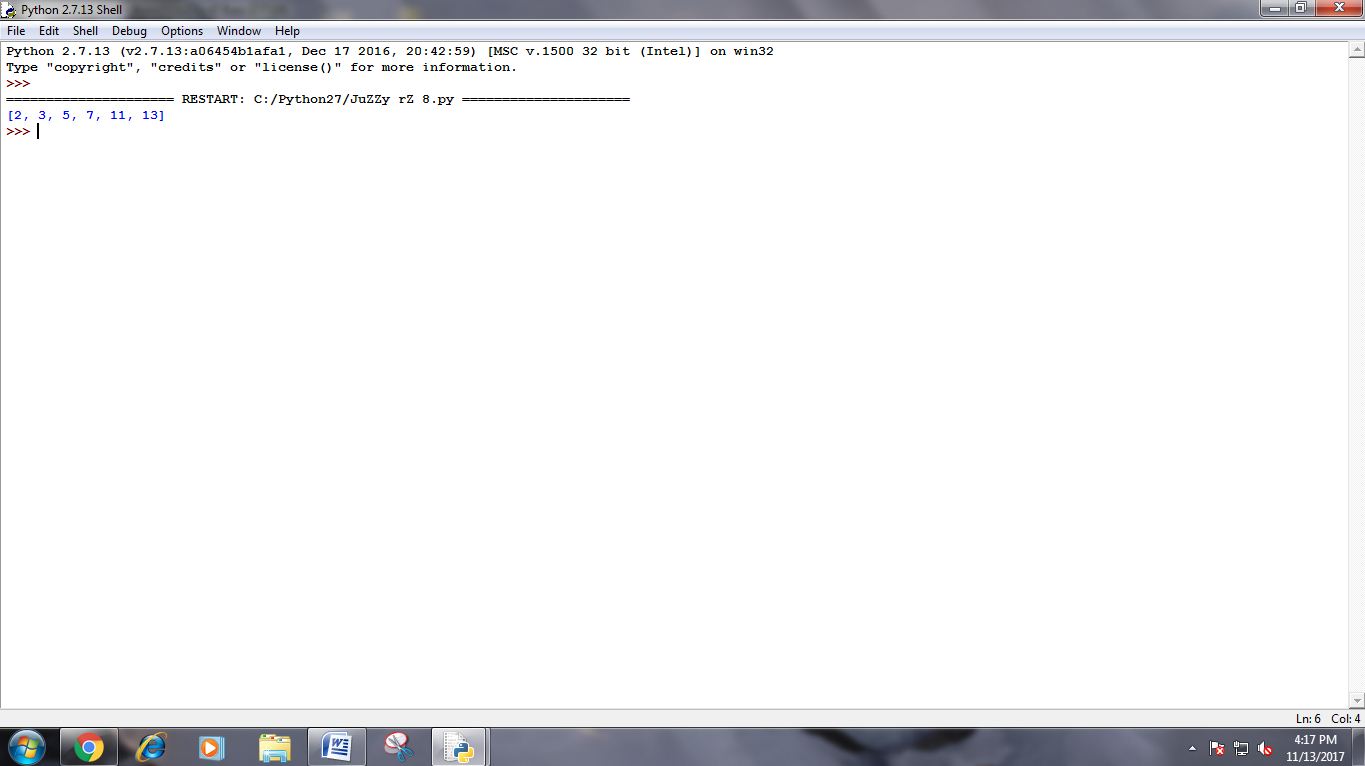 Python 2.7.13 Shell
File Edit Shell Debug Options Window Help
Python 2.7.13 (v2.7.13:a06454b1afa1, Dec 17 2016, 20:42:59) [MSC v.1500 32 bit (Intel)] on win32
Type "copyright", "credits" or "license()" for more information.
>>>
===================== RESTART: C:/Python27/JuZZy rZ 8.py =====================
[2, 3, 5, 7, 11, 13]
>>>
Ln: 6 Col: 4
4:17 PM
11/13/2017